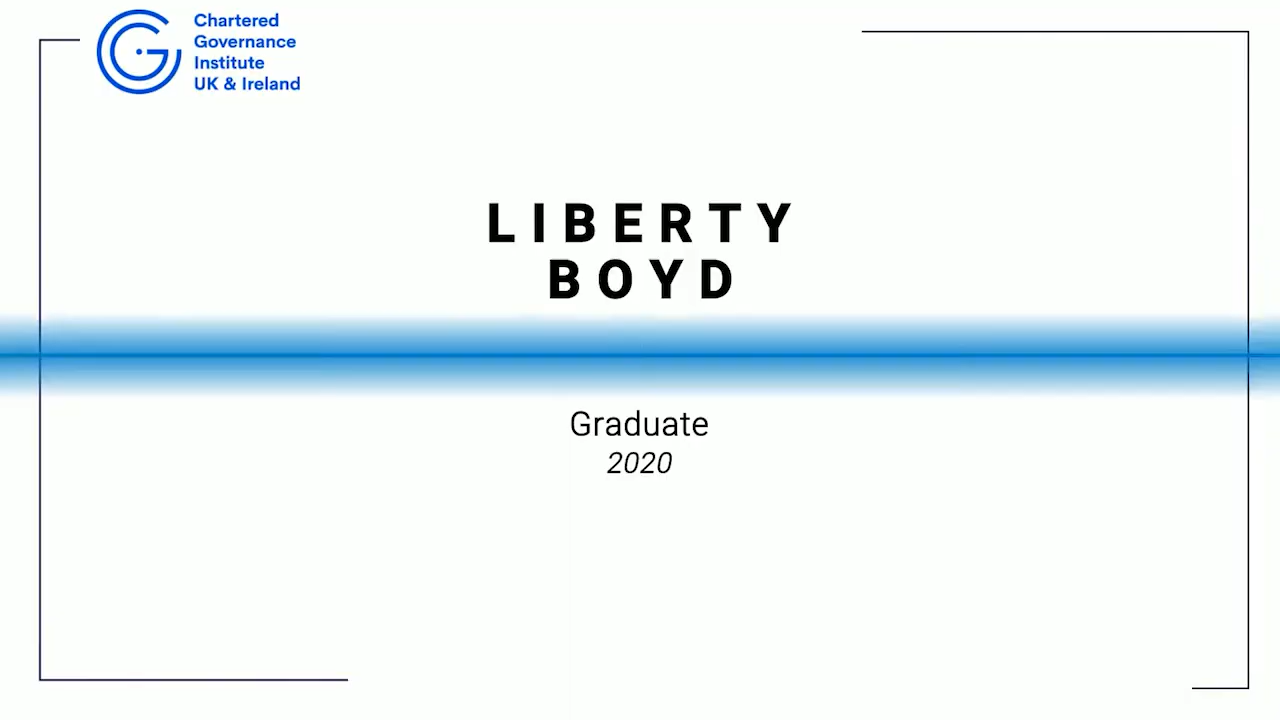 Chartered
Governance
Institute
UK & Ireland
LIBERTY
BOYD
Graduate
2020